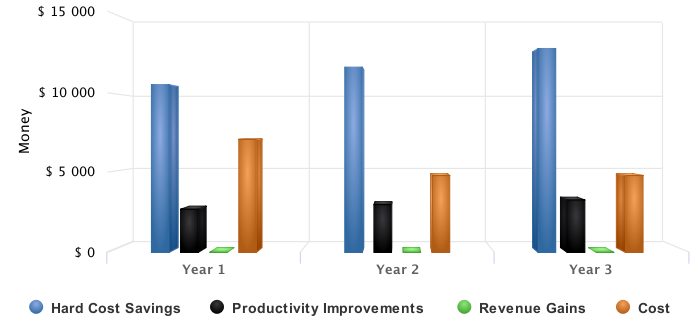 $ 15 000
$ 10 000
$ 5 000
$ 0
Money
Year 1
Year 2
Year 3
Hard Cost Savings
Productivity Improvements
Revenue Gains
Cost